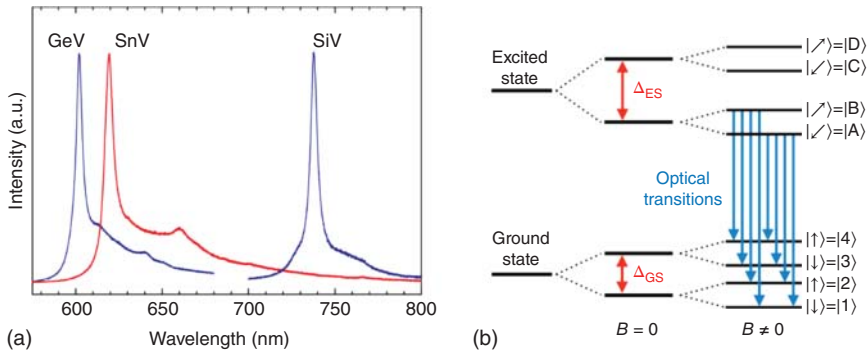 GeV SnV SiV
Intensity (a.u.)
600 650 700 750 800
Wavelength (nm)
(a)
Excited
state
Δ_ES
|↗⟩=|D⟩
|↙⟩=|C⟩
|↗⟩=|B⟩
|↙⟩=|A⟩
Optical
transitions
Ground
state
Δ_GS
|↑⟩=|4⟩
|↓⟩=|3⟩
|↑⟩=|2⟩
|↓⟩=|1⟩
B = 0 B ≠ 0
(b)